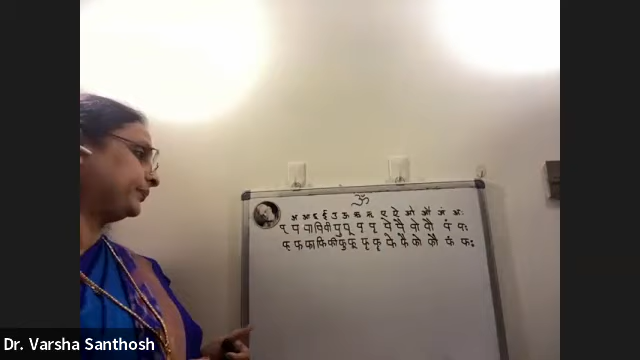 ॐ
अ आ इ ई उ ऊ ऋ ॠ ए ऐ ओ औ अं अः
प् प पा पि पी पु पू पृ पॄ पे पै पो पौ पं पः
फ् फ फा फि फी फु फू फृ फॄ फे फै फो फौ फं फः
Dr. Varsha Santhosh